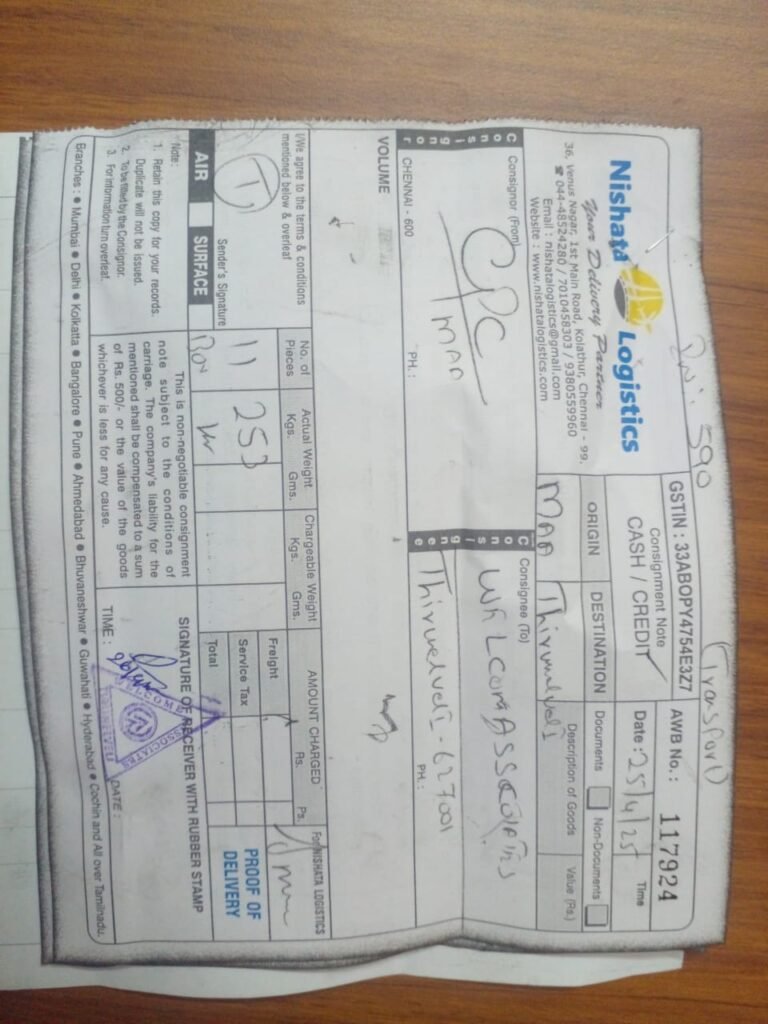 Inv: 590
(Transport)
Nishata Logistics
Your Delivery Partner
36, Venus Nagar, 1st Main Road, Kolathur, Chennai - 99.
☎ 044-48524280 / 7010458303 / 9380559960
Email : nishatalogistics@gmail.com
Website : www.nishatalogistics.com
GSTIN : 33ABOPY4754E3Z7
Consignment Note
CASH / CREDIT
AWB No.: 117924
Date : 25/4/25
Time
ORIGIN
MAA
DESTINATION
Thirunelveli
Documents
Non-Documents
Description of Goods
Value (Rs.)
Consignor
Consignor (From)
CPC
MAA
CHENNAI - 600
PH.:
Consignee
Consignee (To)
Thirunelveli - 627001
PH.:
VOLUME
I/We agree to the terms & conditions
mentioned below & overleaf
Sender's Signature
No. of Pieces
11
Box
Actual Weight
Kgs. Gms.
253
Chargeable Weight
Kgs. Gms.
AMOUNT CHARGED
Rs. Ps.
Freight
Service Tax
Total
For NISHATA LOGISTICS
PROOF OF
DELIVERY
AIR
SURFACE
Note:
1. Retain this copy for your records.
Duplicate will not be issued.
2. To be filled by the Consignor.
3. For information turn overleaf.
This is non-negotiable consignment
note subject to the conditions of
carriage. The company's liability for the
mentioned shall be compensated to a sum
of Rs. 500/- or the value of the goods
whichever is less for any cause.
SIGNATURE OF RECEIVER WITH RUBBER STAMP
WELCOME
ASSOCIATES
TIME :
DATE :
Branches : ● Mumbai ● Delhi ● Kolkatta ● Bangalore ● Pune ● Ahmedabad ● Bhuvaneshwar ● Guwahati ● Hyderabad ● Cochin and All over Tamilnadu.